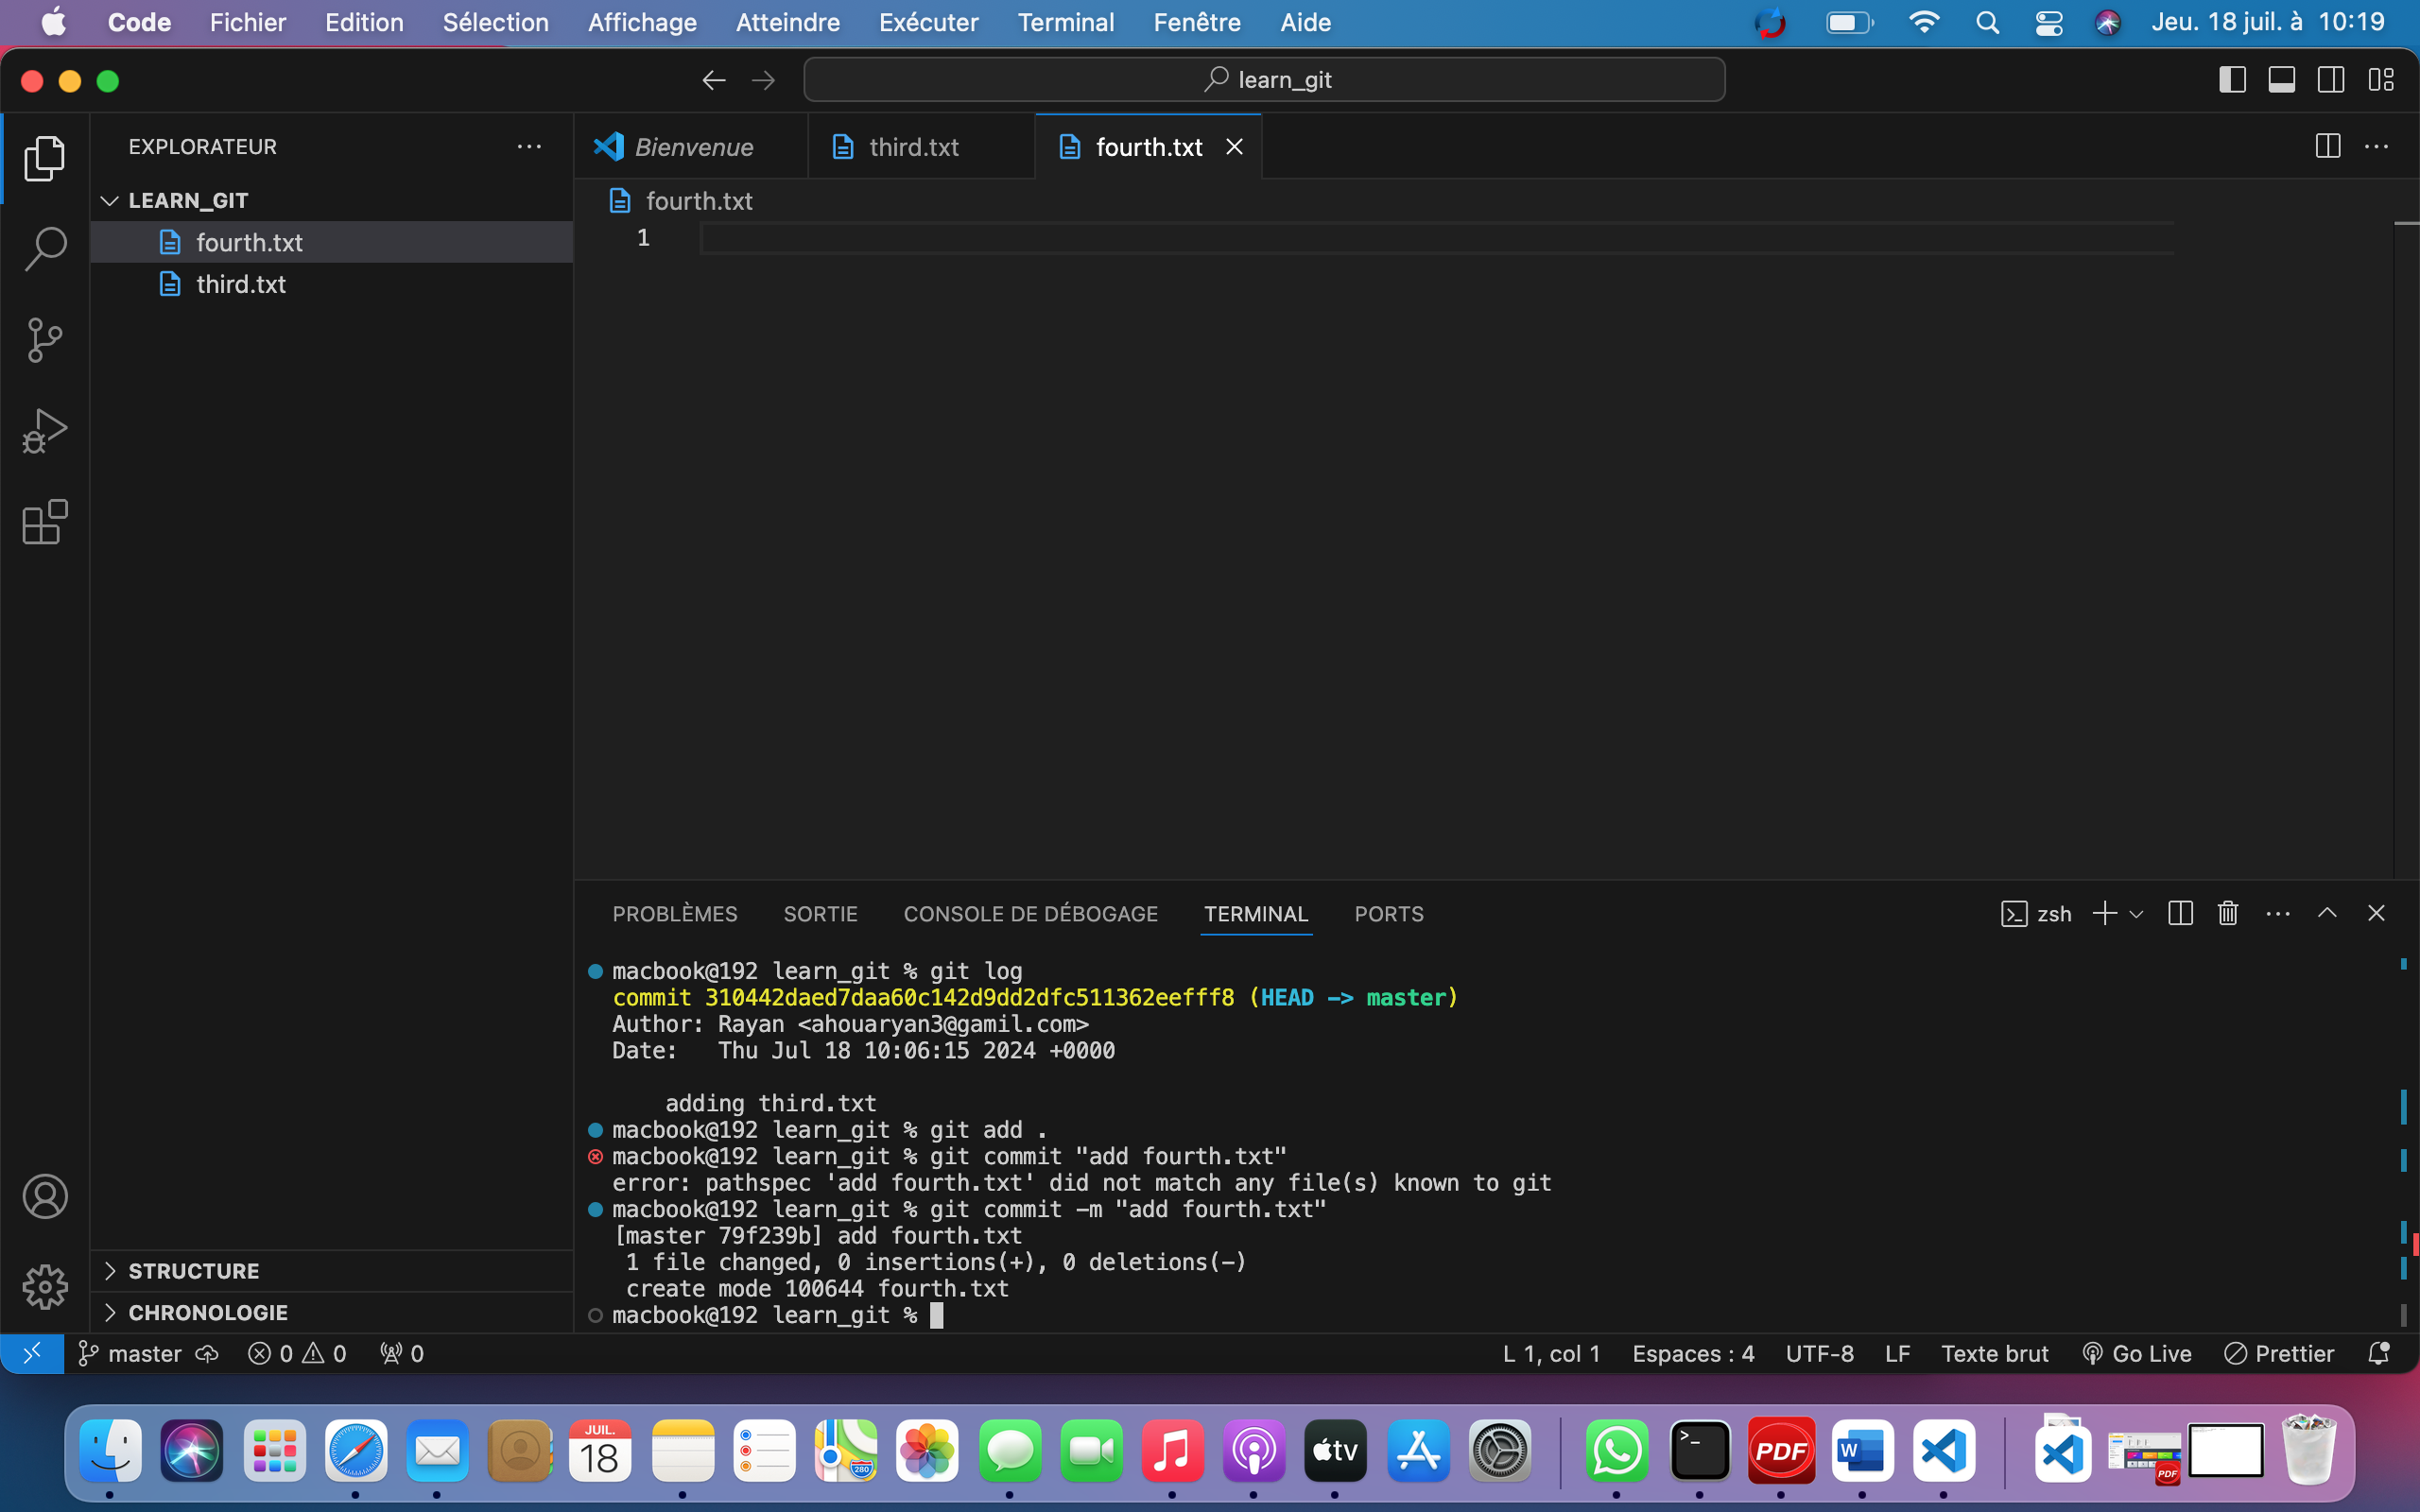 Code Fichier Edition Sélection Affichage Atteindre Exécuter Terminal Fenêtre Aide Jeu. 18 juil. à 10:19
learn_git
EXPLORATEUR
LEARN_GIT
fourth.txt
third.txt
Bienvenue third.txt fourth.txt
fourth.txt
1
PROBLÈMES SORTIE CONSOLE DE DÉBOGAGE TERMINAL PORTS zsh
macbook@192 learn_git % git log
commit 310442daed7daa60c142d9dd2dfc511362eefff8 (HEAD -> master)
Author: Rayan <ahouaryan3@gamil.com>
Date: Thu Jul 18 10:06:15 2024 +0000
adding third.txt
macbook@192 learn_git % git add .
macbook@192 learn_git % git commit "add fourth.txt"
error: pathspec 'add fourth.txt' did not match any file(s) known to git
macbook@192 learn_git % git commit -m "add fourth.txt"
[master 79f239b] add fourth.txt
1 file changed, 0 insertions(+), 0 deletions(-)
create mode 100644 fourth.txt
macbook@192 learn_git %
STRUCTURE
CHRONOLOGIE
master 0 0 0 L 1, col 1 Espaces : 4 UTF-8 LF Texte brut Go Live Prettier
JUIL.
18
280
tv
PDF
W
PDF